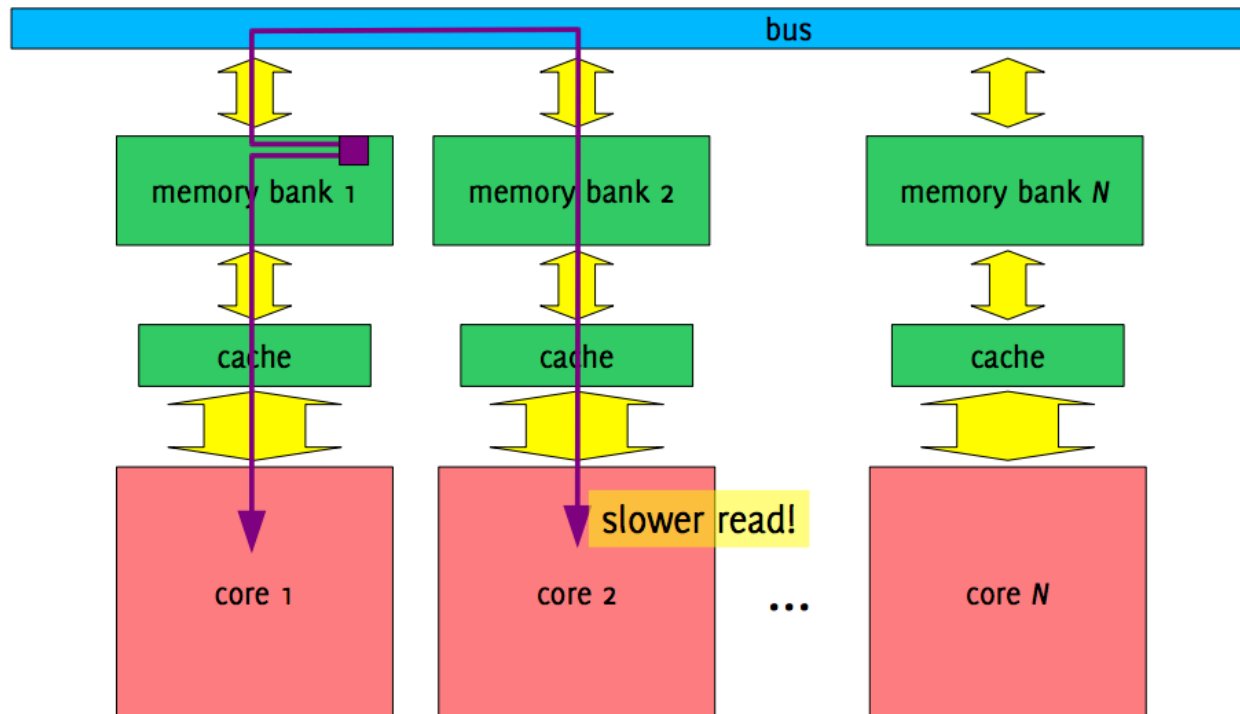 bus
memory bank 1
memory bank 2
memory bank N
cache
cache
cache
slower read!
core 1
core 2
...
core N